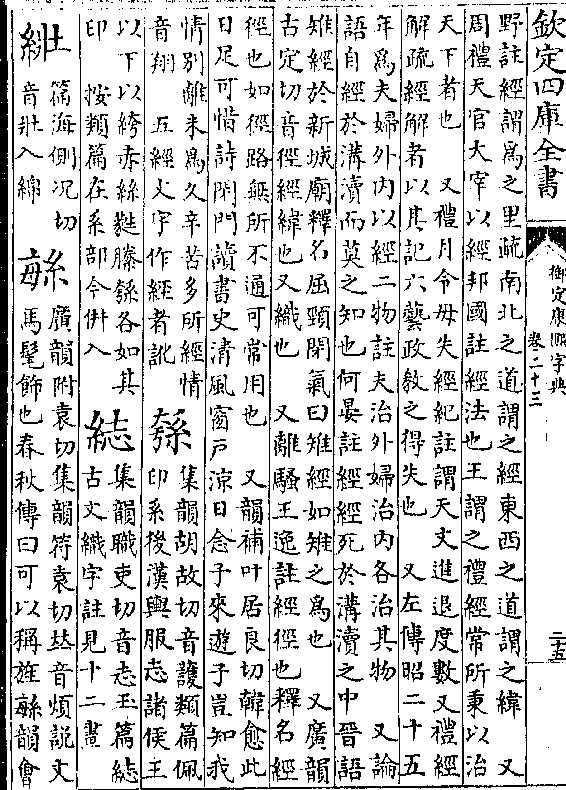 欽定四庫全書
御定康熙字典
卷二十三
二十五
野註經謂為之里疏南北之道謂之經東西之道謂之緯　又
周禮天官大宰以經邦國註經法也王謂之禮經常所秉以治
天下者也　又禮月令毋失經紀註謂天文進退度數又禮經
解疏經解者以其記六藝政教之得失也　又左傳昭二十五
年為夫婦外內以經二物註夫治外婦治內各治其物　又論
語自經於溝瀆而莫之知也何晏註經經死於溝瀆之中晉語
雉經於新城廟釋名屈頸閉氣曰雉經如雉之為也　又廣韻
古定切音徑經緯也又織也　又離騷王逸註經徑也釋名經
徑也如徑路無所不通可常用也　又韻補叶居良切韓愈此
日足可惜詩閉門讀書史清風窗戶涼日念子來遊子豈知我
情別離未為久辛苦多所經情
音翔　五經文字作經者訛
集韻胡故切音護類篇佩
印系後漢輿服志諸侯王
以下以綔赤絲蕤縢各如其
印　按類篇在系部今併入
綕
集韻職吏切音志玉篇綕
古文織字註見十二畫
篇海側况切
音壯入綿
緐
廣韻附袁切集韻符袁切𠀤音煩說文
馬髦飾也春秋傳曰可以稱旌緐韻會